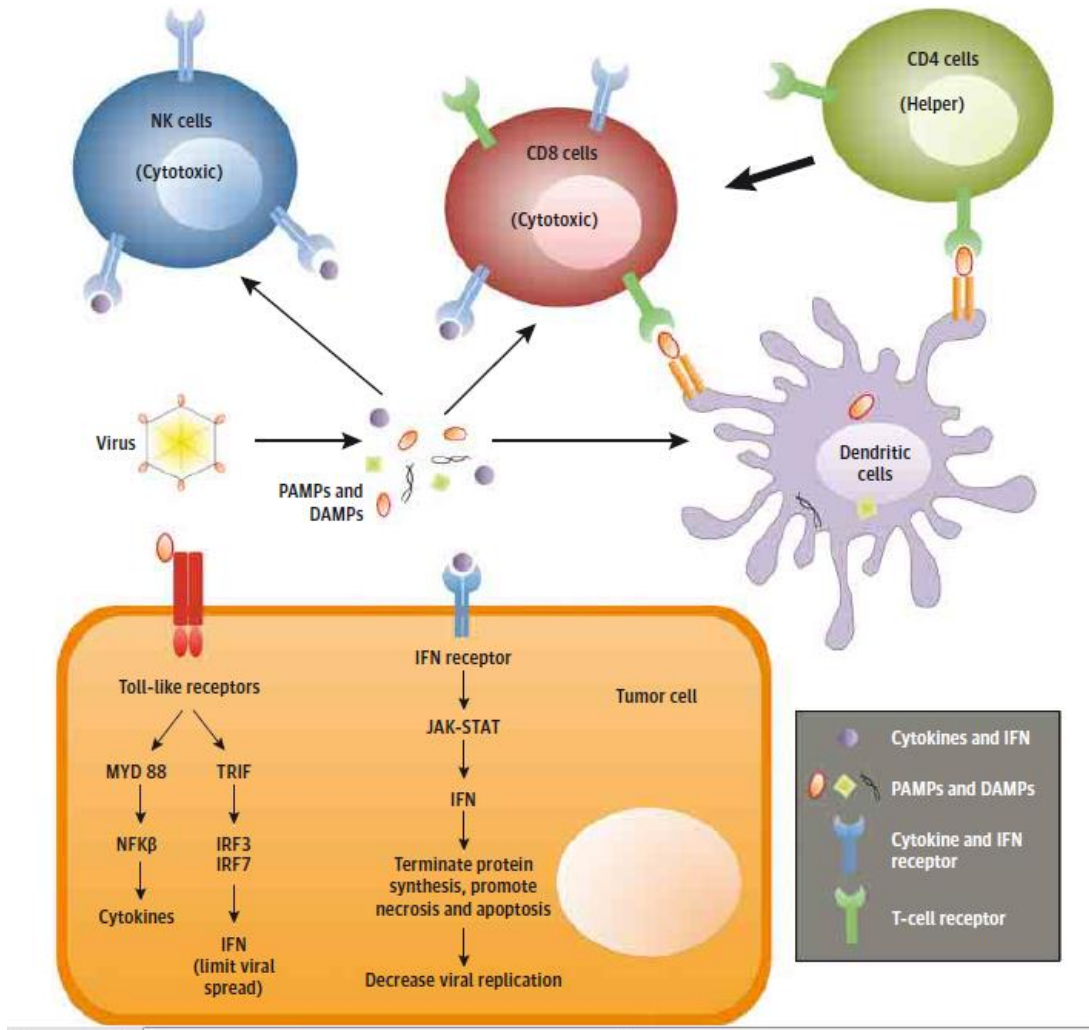 NK cells
(Cytotoxic)
CD8 cells
(Cytotoxic)
CD4 cells
(Helper)
Virus
PAMPs and
DAMPs
Dendritic
cells
Toll-like receptors
MYD 88
NFKβ
Cytokines
TRIF
IRF3
IRF7
IFN
(limit viral
spread)
IFN receptor
JAK-STAT
IFN
Terminate protein
synthesis, promote
necrosis and apoptosis
Decrease viral replication
Tumor cell
Cytokines and IFN
PAMPs and DAMPs
Cytokine and IFN
receptor
T-cell receptor